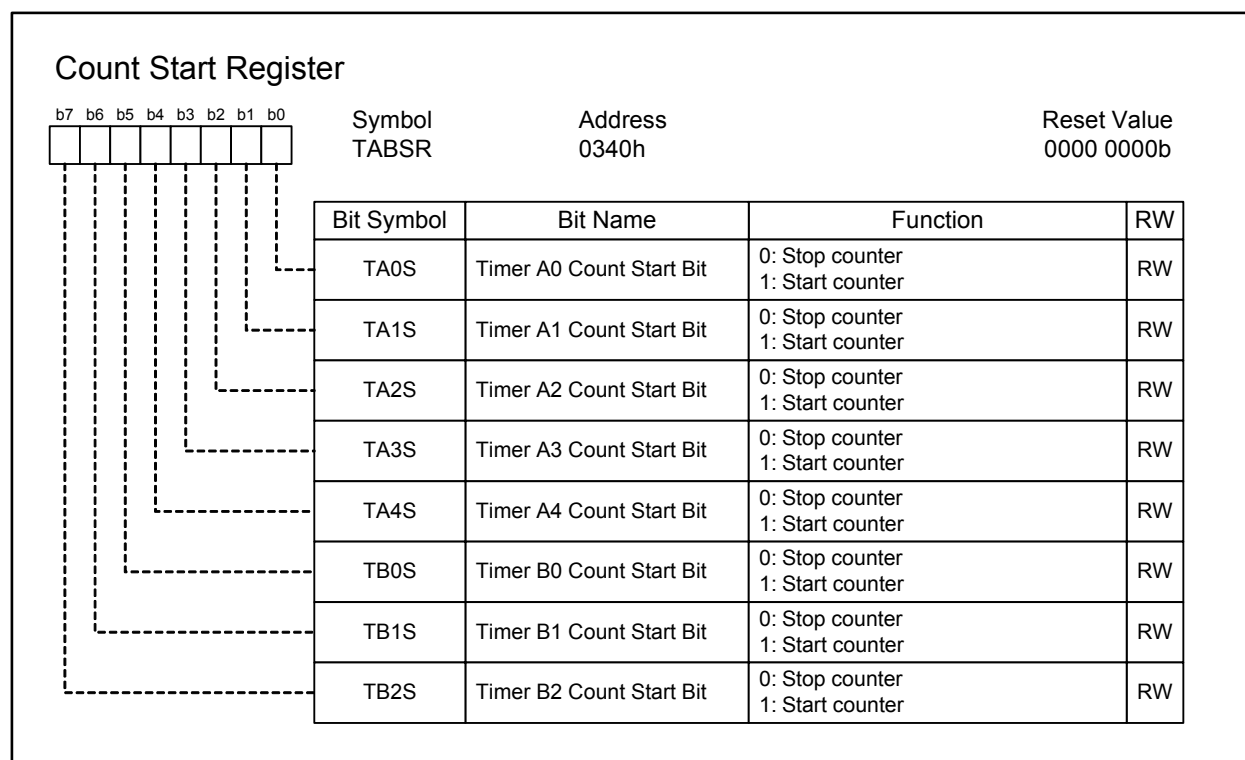 Count Start Register
b7 b6 b5 b4 b3 b2 b1 b0
Symbol Address Reset Value
TABSR 0340h 0000 0000b
Bit Symbol Bit Name Function RW
TA0S Timer A0 Count Start Bit 0: Stop counter
1: Start counter RW
TA1S Timer A1 Count Start Bit 0: Stop counter
1: Start counter RW
TA2S Timer A2 Count Start Bit 0: Stop counter
1: Start counter RW
TA3S Timer A3 Count Start Bit 0: Stop counter
1: Start counter RW
TA4S Timer A4 Count Start Bit 0: Stop counter
1: Start counter RW
TB0S Timer B0 Count Start Bit 0: Stop counter
1: Start counter RW
TB1S Timer B1 Count Start Bit 0: Stop counter
1: Start counter RW
TB2S Timer B2 Count Start Bit 0: Stop counter
1: Start counter RW